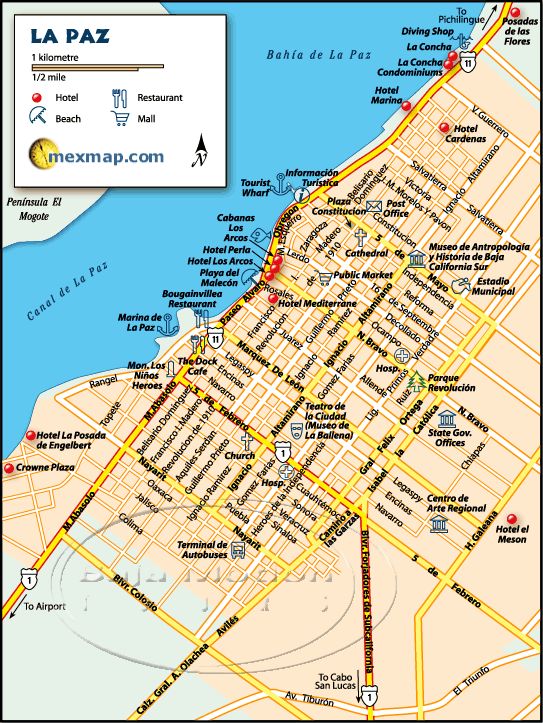 LA PAZ
1 kilometre
1/2 mile
Hotel
Restaurant
Beach
Mall
mexmap.com
N
Península El
Mogote
Canal de La Paz
Bahía de La Paz
To
Pichilingue
Posadas
de las
Flores
Diving Shop
La Concha
La Concha
Condominiums
11
Hotel
Marina
Hotel
Cardenas
V. Guerrero
Altamirano
Ignacio
Salvatierra
Victoria
Salvatierra
J. M. Morelos Y Pavon
Belisario
Dominguez
Información
Turística
Tourist
Wharf
Plaza
Constitucion
Post
Office
Constitucion
Cabanas
Los
Arcos
Obregon
M. Esquiero
Lerdo
Zaragoza
Madero
1910
Cathedral
Museo de Antropología
y Historia de Baja
California Sur
Hotel Perla
Hotel Los Arcos
Playa del
Malecón
Public Market
5 de Mayo
Independencia
Estadio
Municipal
Rosales
Hotel Mediterrane
Bougainvillea
Restaurant
Paseo Alvaro
Marina de
La Paz
11
Francisco
Revolucion
Juarez
Guillermo Prieto
Ramirez
Ignacio
Altamirano
16 de Septiembre
Reforma
Decollado
Ocampo
Verdad
N. Bravo
Hosp.
Allende
Primo
Ruiz
Parque
Revolución
Mon. Los
Niños
Heroes
The Dock
Cafe
Legaspy
Encinas
Navarro
Marquez De León
Gomez Farias
Rangel
Topete
M. Abasolo
1
5 de Febrero
Altamirano
Teatro de
la Ciudad
(Museo de
La Ballena)
Lig.
Ortega
Gral. Felix
Isabel la
Católica
N. Bravo
State Gov.
Offices
Chiapas
Hotel La Posada
de Engelbert
Crowne Plaza
Belisario Dominguez
Francisco I. Madero
Revolucion de 1910
Aquiles Serdan
Guillermo Prieto
Ignacio Ramirez
Nayarit
Church
1
Hosp.
Ignacio
Gomez Farias
Heroes de la Independencia
Cuauhtémoc
Sonora
Veracruz
Sinaloa
Puebla
Nayarit
Oaxaca
Jalisco
Colima
M. Abasolo
Camino a
las Garzas
Legaspy
Encinas
Navarro
Centro de
Arte Regional
Hotel el
Meson
H. Galeana
Terminal de
Autobuses
1
To Airport
Blvr. Colosio
Calz. Gral. A. Olachea Avilés
Blvr. Forjadores de Subcalifornia
5 de Febrero
To Cabo
San Lucas
1
Av. Tiburón
El Triunfo